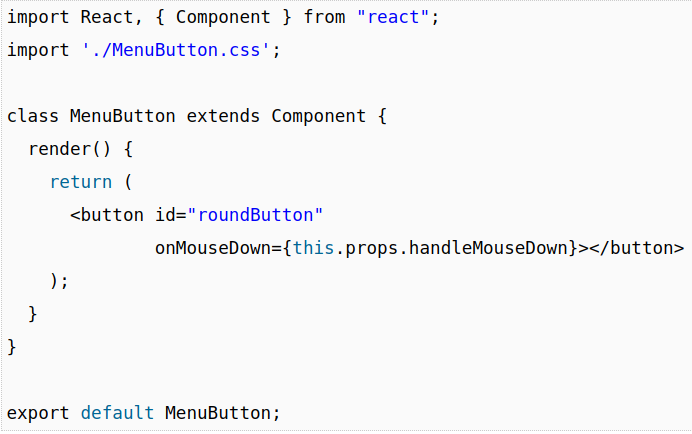 import React, { Component } from "react";
import './MenuButton.css';

class MenuButton extends Component {
  render() {
    return (
      <button id="roundButton"
              onMouseDown={this.props.handleMouseDown}></button>
    );
  }
}

export default MenuButton;